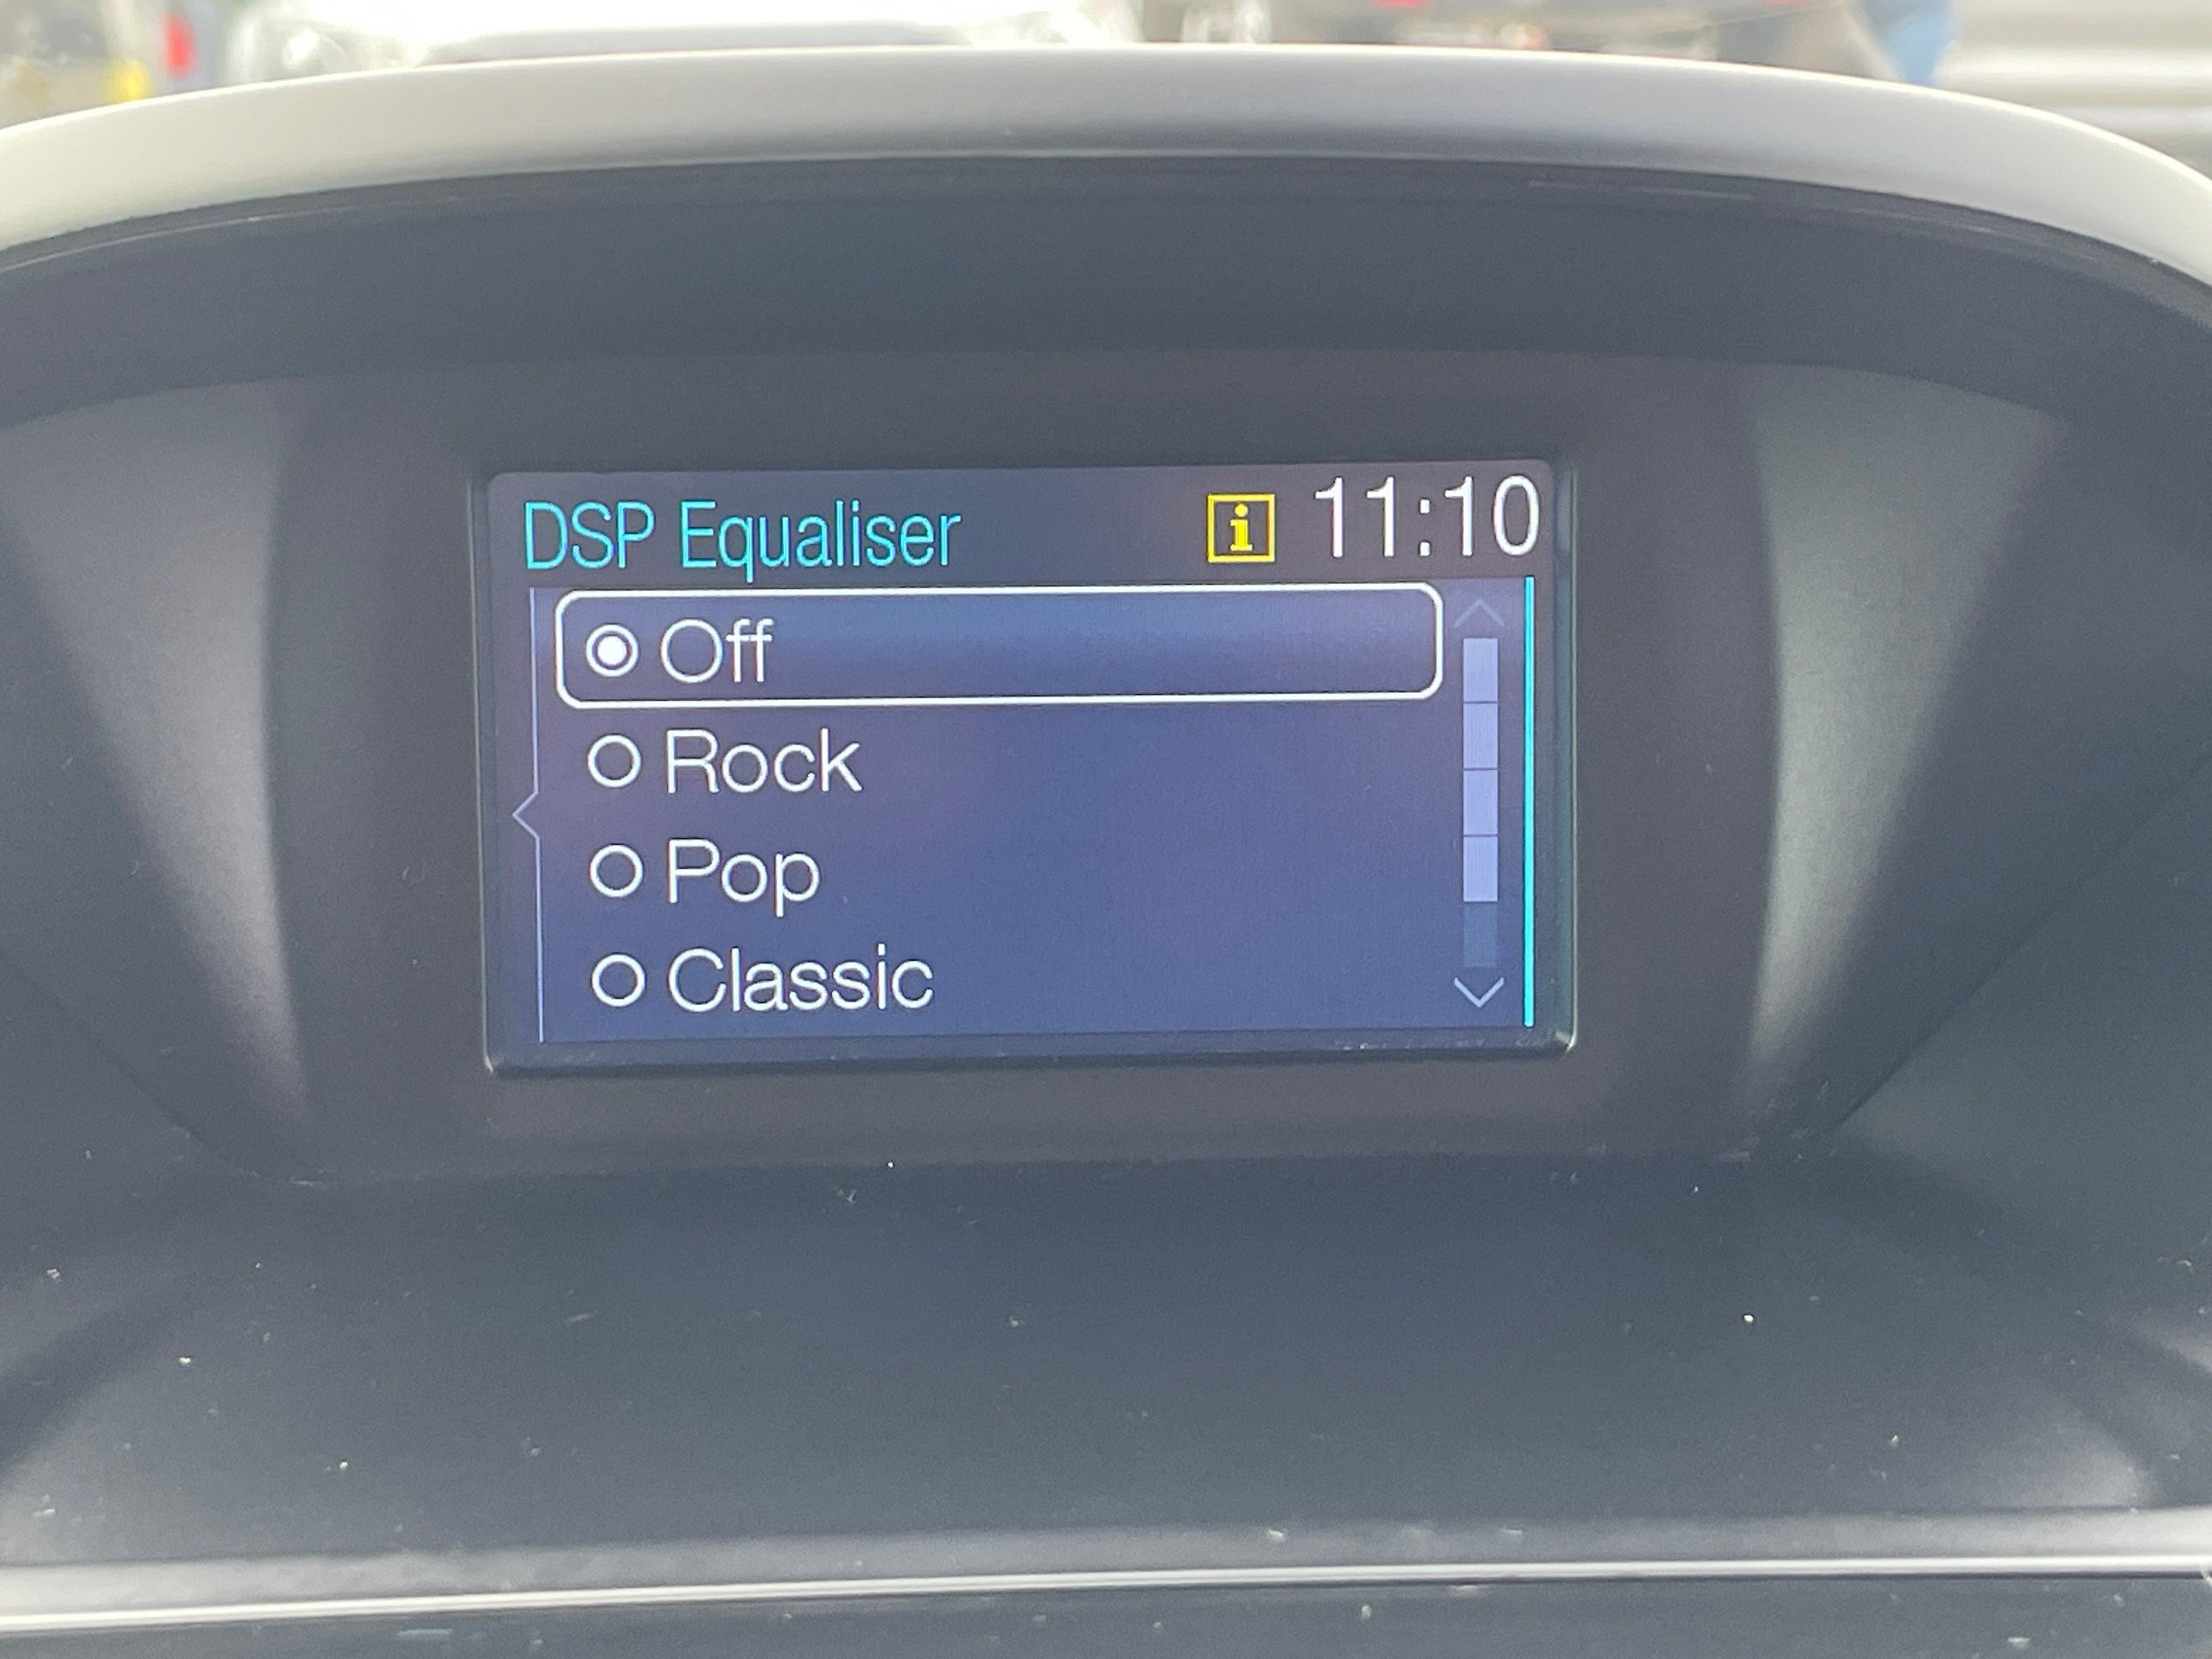 DSP Equaliser i 11:10
Off
Rock
Pop
Classic